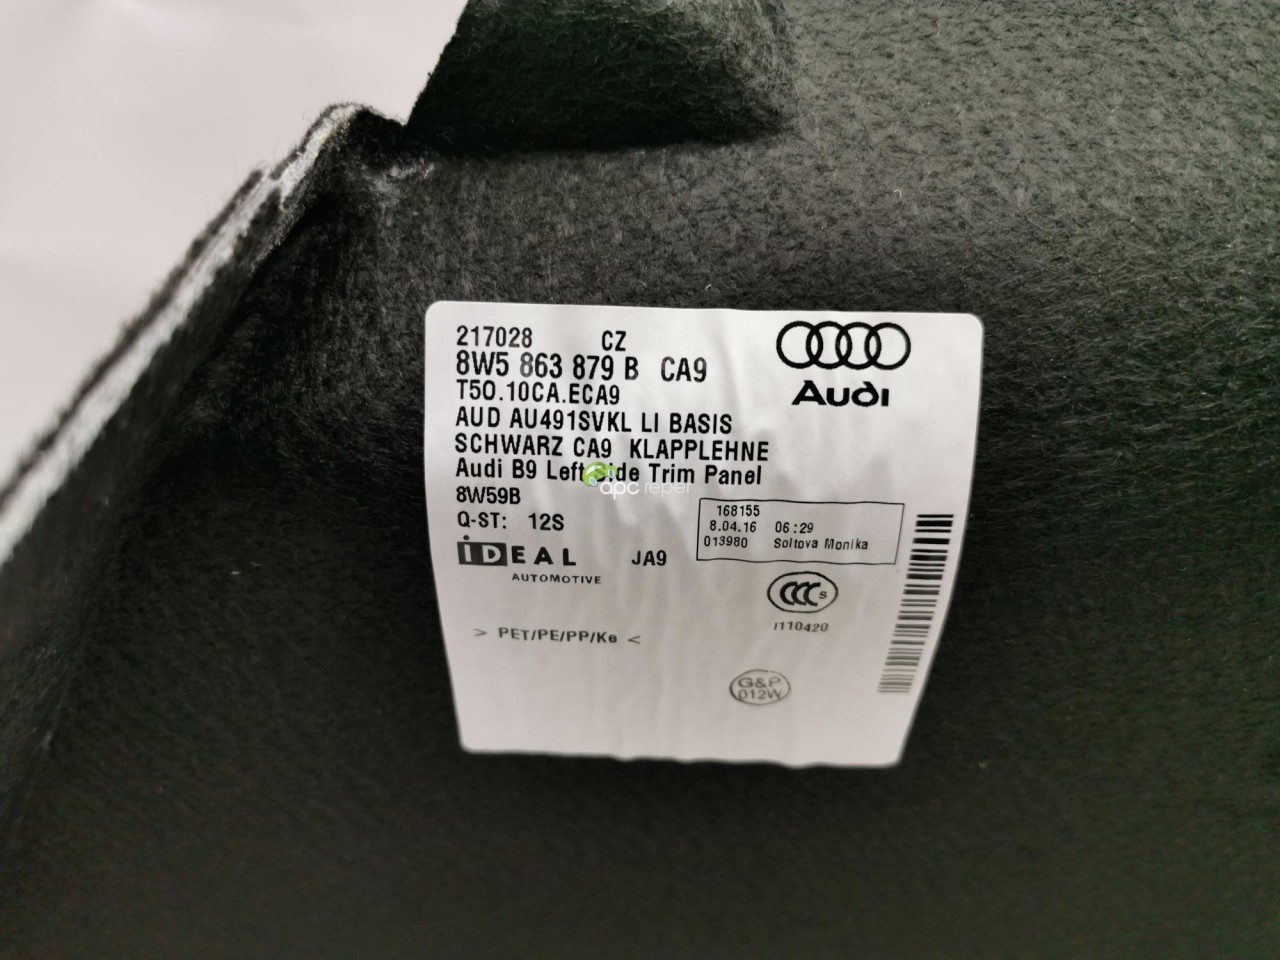 217028 CZ
8W5 863 879 B CA9
T50.10CA.ECA9
AUD AU491SVKL LI BASIS
SCHWARZ CA9 KLAPPLEHNE
Audi B9 Left Side Trim Panel
8W59B
Q-ST: 12S
iDEAL JA9
AUTOMOTIVE
> PET/PE/PP/Ke <
Audi
168155
8.04.16 06:29
013980 Soltova Monika
CCC S
I110420
G&P
012W
apc reper